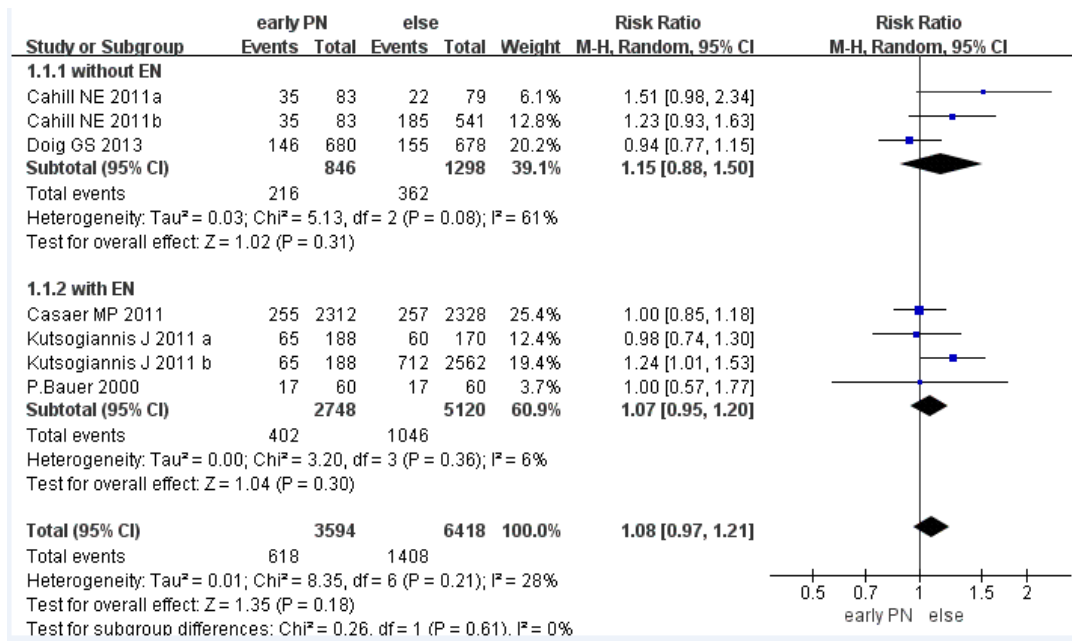 early PN else Risk Ratio Risk Ratio
Study or Subgroup Events Total Events Total Weight M-H, Random, 95% CI M-H, Random, 95% CI
1.1.1 without EN
Cahill NE 2011a 35 83 22 79 6.1% 1.51 [0.98, 2.34]
Cahill NE 2011b 35 83 185 541 12.8% 1.23 [0.93, 1.63]
Doig GS 2013 146 680 155 678 20.2% 0.94 [0.77, 1.15]
Subtotal (95% CI) 846 1298 39.1% 1.15 [0.88, 1.50]
Total events 216 362
Heterogeneity: Tau² = 0.03; Chi² = 5.13, df = 2 (P = 0.08); I² = 61%
Test for overall effect: Z = 1.02 (P = 0.31)
1.1.2 with EN
Casaer MP 2011 255 2312 257 2328 25.4% 1.00 [0.85, 1.18]
Kutsogiannis J 2011 a 65 188 60 170 12.4% 0.98 [0.74, 1.30]
Kutsogiannis J 2011 b 65 188 712 2562 19.4% 1.24 [1.01, 1.53]
P.Bauer 2000 17 60 17 60 3.7% 1.00 [0.57, 1.77]
Subtotal (95% CI) 2748 5120 60.9% 1.07 [0.95, 1.20]
Total events 402 1046
Heterogeneity: Tau² = 0.00; Chi² = 3.20, df = 3 (P = 0.36); I² = 6%
Test for overall effect: Z = 1.04 (P = 0.30)
Total (95% CI) 3594 6418 100.0% 1.08 [0.97, 1.21]
Total events 618 1408
Heterogeneity: Tau² = 0.01; Chi² = 8.35, df = 6 (P = 0.21); I² = 28%
Test for overall effect: Z = 1.35 (P = 0.18)
Test for subgroup differences: Chi² = 0.26, df = 1 (P = 0.61), I² = 0%
0.5 0.7 1 1.5 2
early PN else